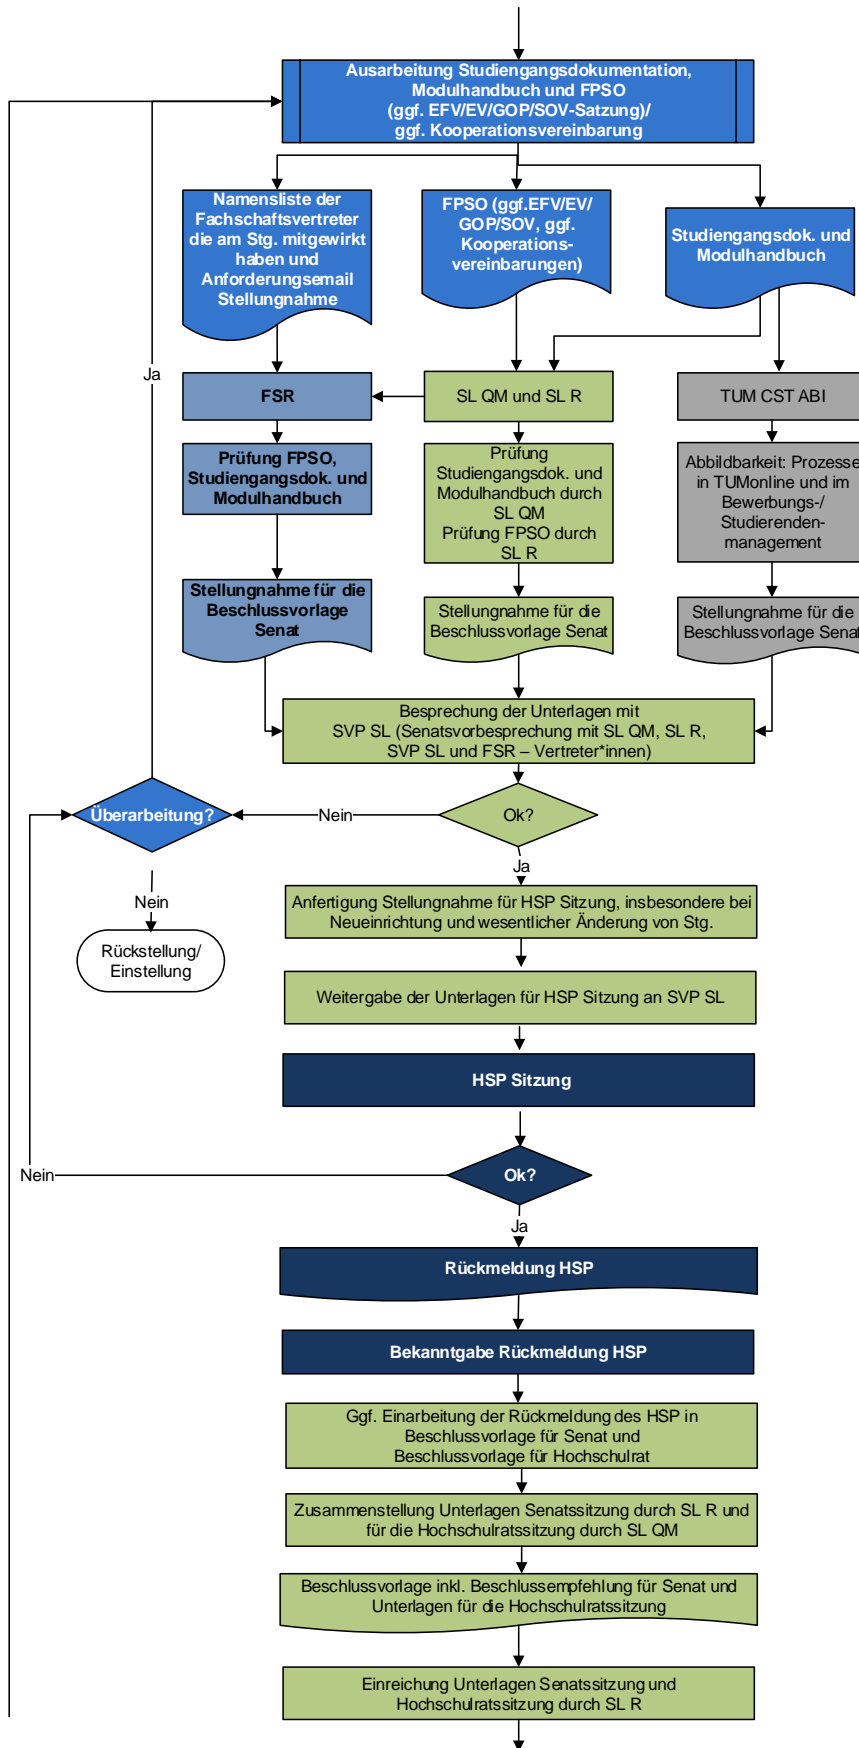 Ausarbeitung Studiengangsdokumentation,
Modulhandbuch und FPSO
(ggf. EFV/EV/GOP/SOV-Satzung)/
ggf. Kooperationsvereinbarung
Namensliste der
Fachschaftsvertreter
die am Stg. mitgewirkt
haben und
Anforderungsemail
Stellungnahme
FPSO (ggf.EFV/EV/
GOP/SOV, ggf.
Kooperations-
vereinbarungen)
Studiengangsdok. und
Modulhandbuch
Ja
FSR
SL QM und SL R
TUM CST ABI
Prüfung FPSO,
Studiengangsdok. und
Modulhandbuch
Prüfung
Studiengangsdok. und
Modulhandbuch durch
SL QM
Prüfung FPSO durch
SL R
Abbildbarkeit: Prozesse
in TUMonline und im
Bewerbungs-/
Studierenden-
management
Stellungnahme für die
Beschlussvorlage
Senat
Stellungnahme für die
Beschlussvorlage Senat
Stellungnahme für die
Beschlussvorlage Senat
Besprechung der Unterlagen mit
SVP SL (Senatsvorbesprechung mit SL QM, SL R,
SVP SL und FSR – Vertreter*innen)
Überarbeitung?
Nein
Ok?
Ja
Nein
Anfertigung Stellungnahme für HSP Sitzung, insbesondere bei
Neueinrichtung und wesentlicher Änderung von Stg.
Rückstellung/
Einstellung
Weitergabe der Unterlagen für HSP Sitzung an SVP SL
HSP Sitzung
Nein
Ok?
Ja
Rückmeldung HSP
Bekanntgabe Rückmeldung HSP
Ggf. Einarbeitung der Rückmeldung des HSP in
Beschlussvorlage für Senat und
Beschlussvorlage für Hochschulrat
Zusammenstellung Unterlagen Senatssitzung durch SL R und
für die Hochschulratssitzung durch SL QM
Beschlussvorlage inkl. Beschlussempfehlung für Senat und
Unterlagen für die Hochschulratssitzung
Einreichung Unterlagen Senatssitzung und
Hochschulratssitzung durch SL R